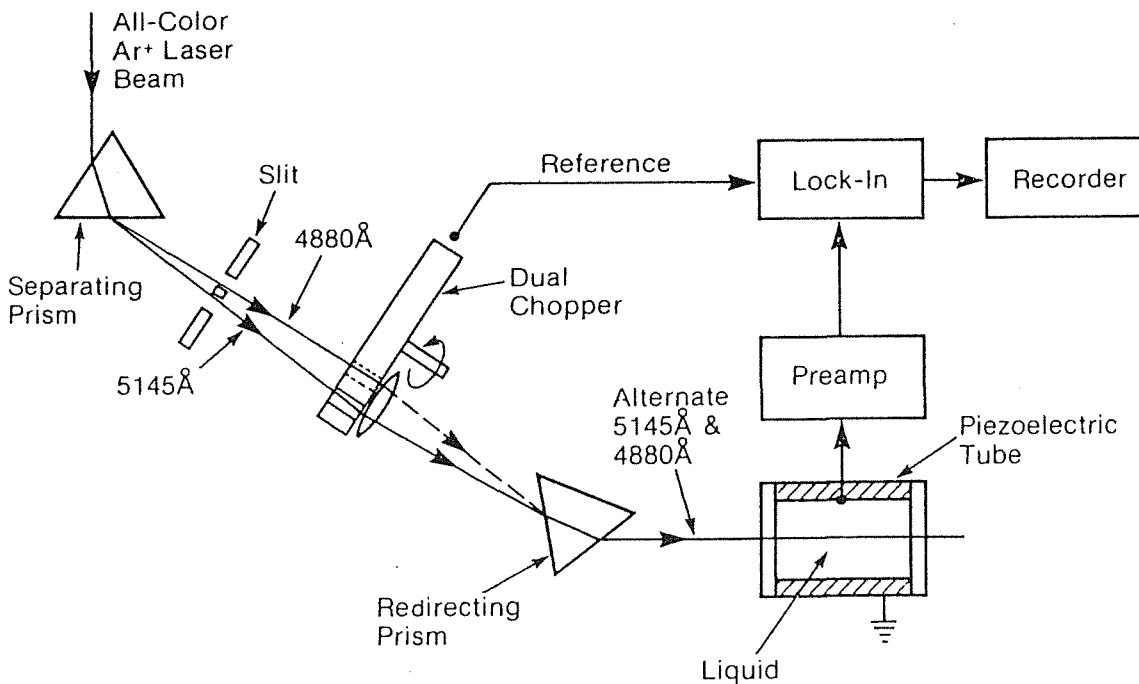 All-Color
Ar+ Laser
Beam
Slit
4880Å
Reference
Lock-In
Recorder
Separating
Prism
Dual
Chopper
5145Å
Preamp
Alternate
5145Å &
4880Å
Piezoelectric
Tube
Redirecting
Prism
Liquid